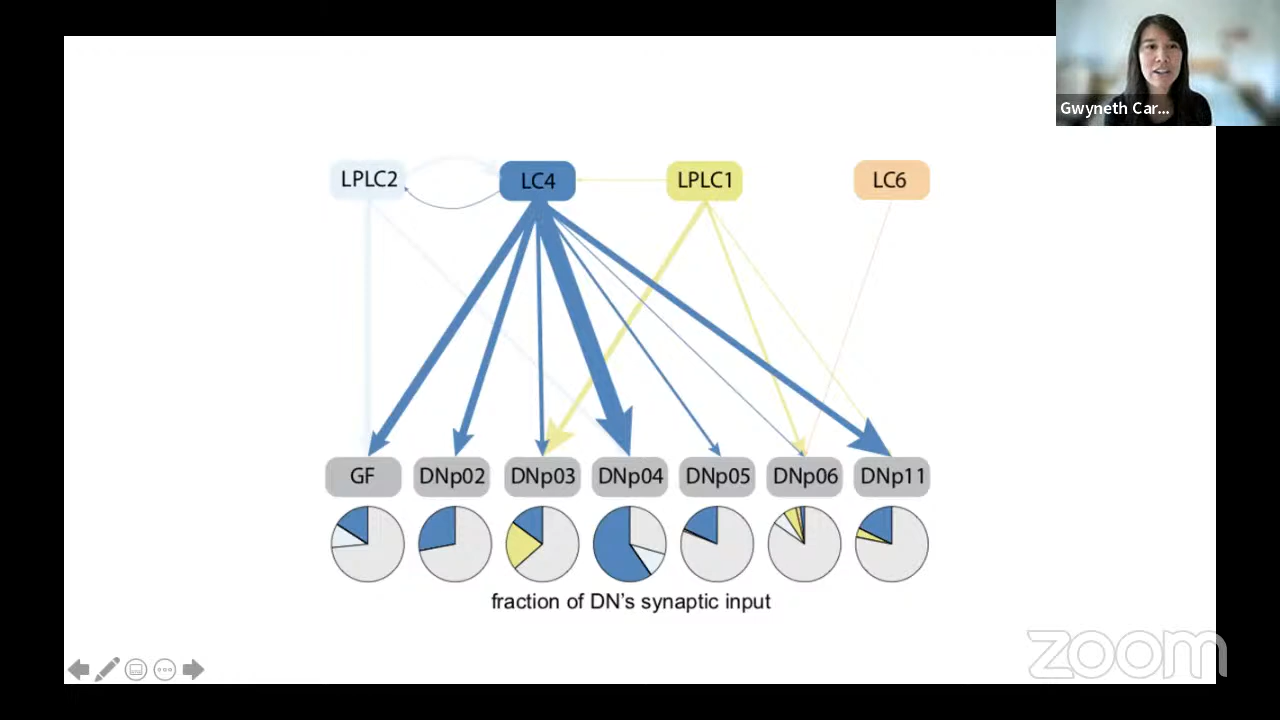 Gwyneth Car...
LPLC2 LC4 LPLC1 LC6
GF DNp02 DNp03 DNp04 DNp05 DNp06 DNp11
fraction of DN's synaptic input
zoom